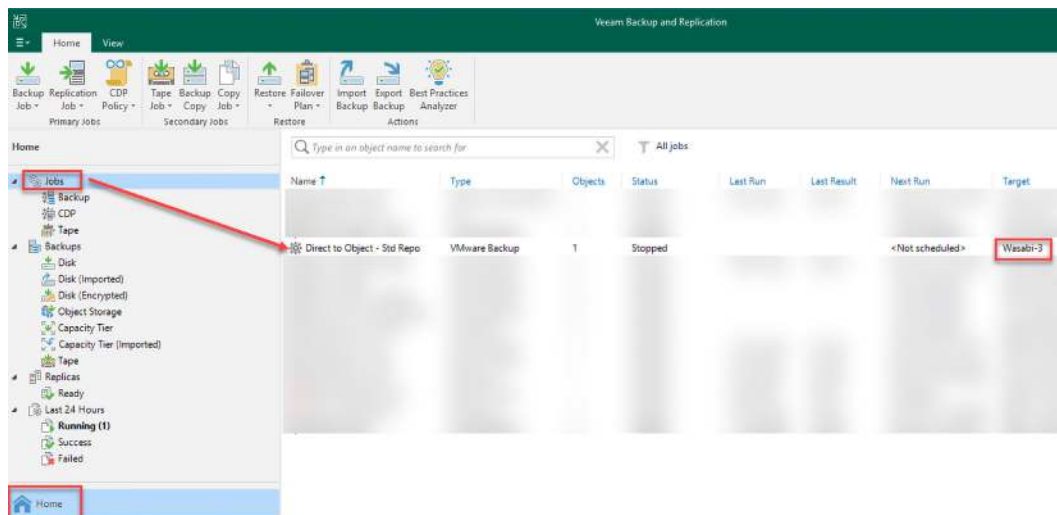 Veeam Backup and Replication
Home View
Backup Job Replication Job CDP Policy Tape Job Backup Copy Copy Job Restore Failover Plan Import Backup Export Backup Best Practices Analyzer
Primary Jobs Secondary Jobs Restore Actions
Home
Type in an object name to search for
All jobs
Name Type Objects Status Last Run Last Result Next Run Target
Jobs
Backup
CDP
Tape
Backups
Disk
Disk (Imported)
Disk (Encrypted)
Object Storage
Capacity Tier
Capacity Tier (Imported)
Tape
Replicas
Ready
Last 24 Hours
Running (1)
Success
Failed
Direct to Object - Std Repo VMware Backup 1 Stopped <Not scheduled> Wasabi-3
Home